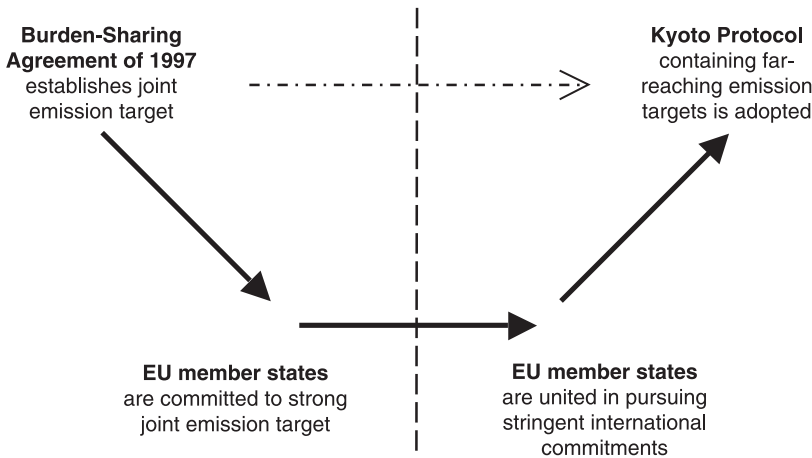 Burden-Sharing
Agreement of 1997
establishes joint
emission target
Kyoto Protocol
containing far-
reaching emission
targets is adopted
EU member states
are committed to strong
joint emission target
EU member states
are united in pursuing
stringent international
commitments